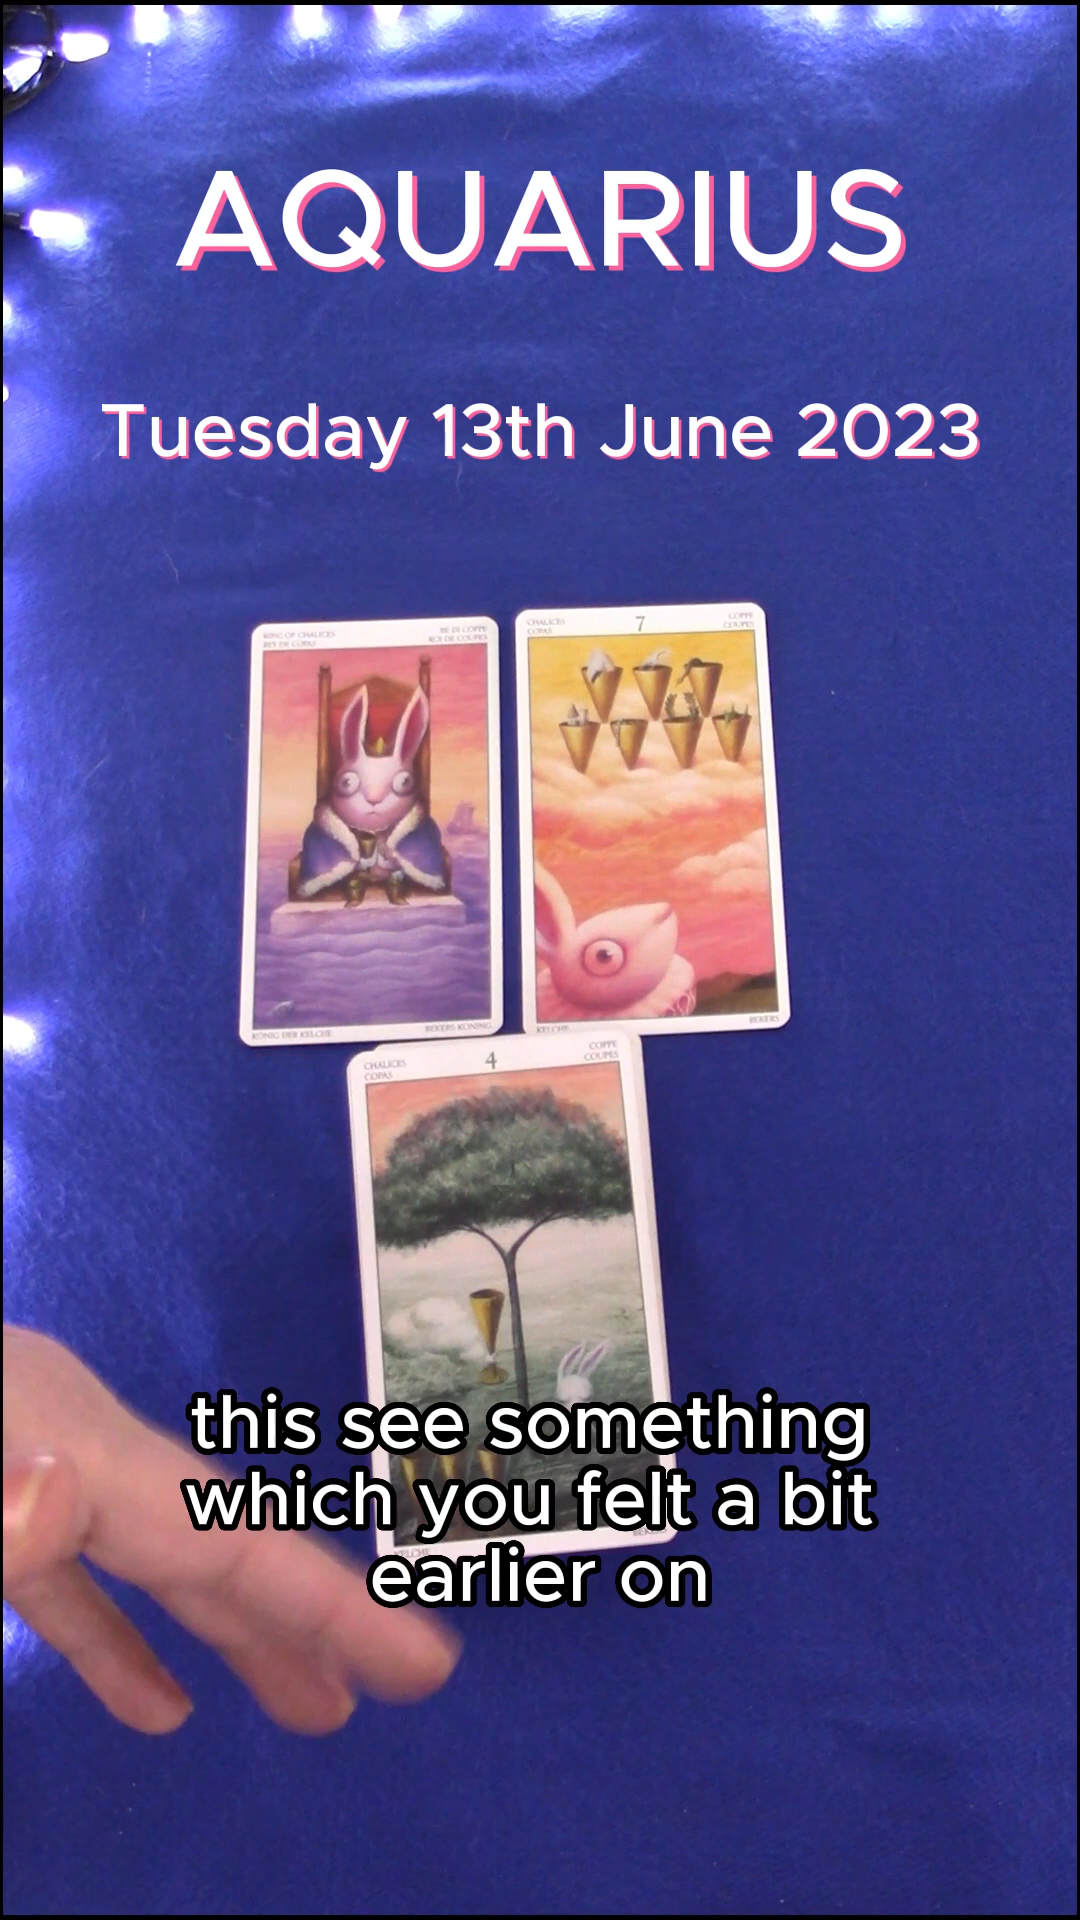 AQUARIUS
Tuesday 13th June 2023
KING OF CHALICES
REY DE COPAS
RE DI COPPE
ROI DE COUPES
CHALICES
COPAS
7
COPPE
COUPES
KÖNIG DER KELCHE
BEKERS KONING
KELCHE
BEKERS
CHALICES
COPAS
4
COPPE
COUPES
this see something
which you felt a bit
earlier on
KELCHE
BEKERS